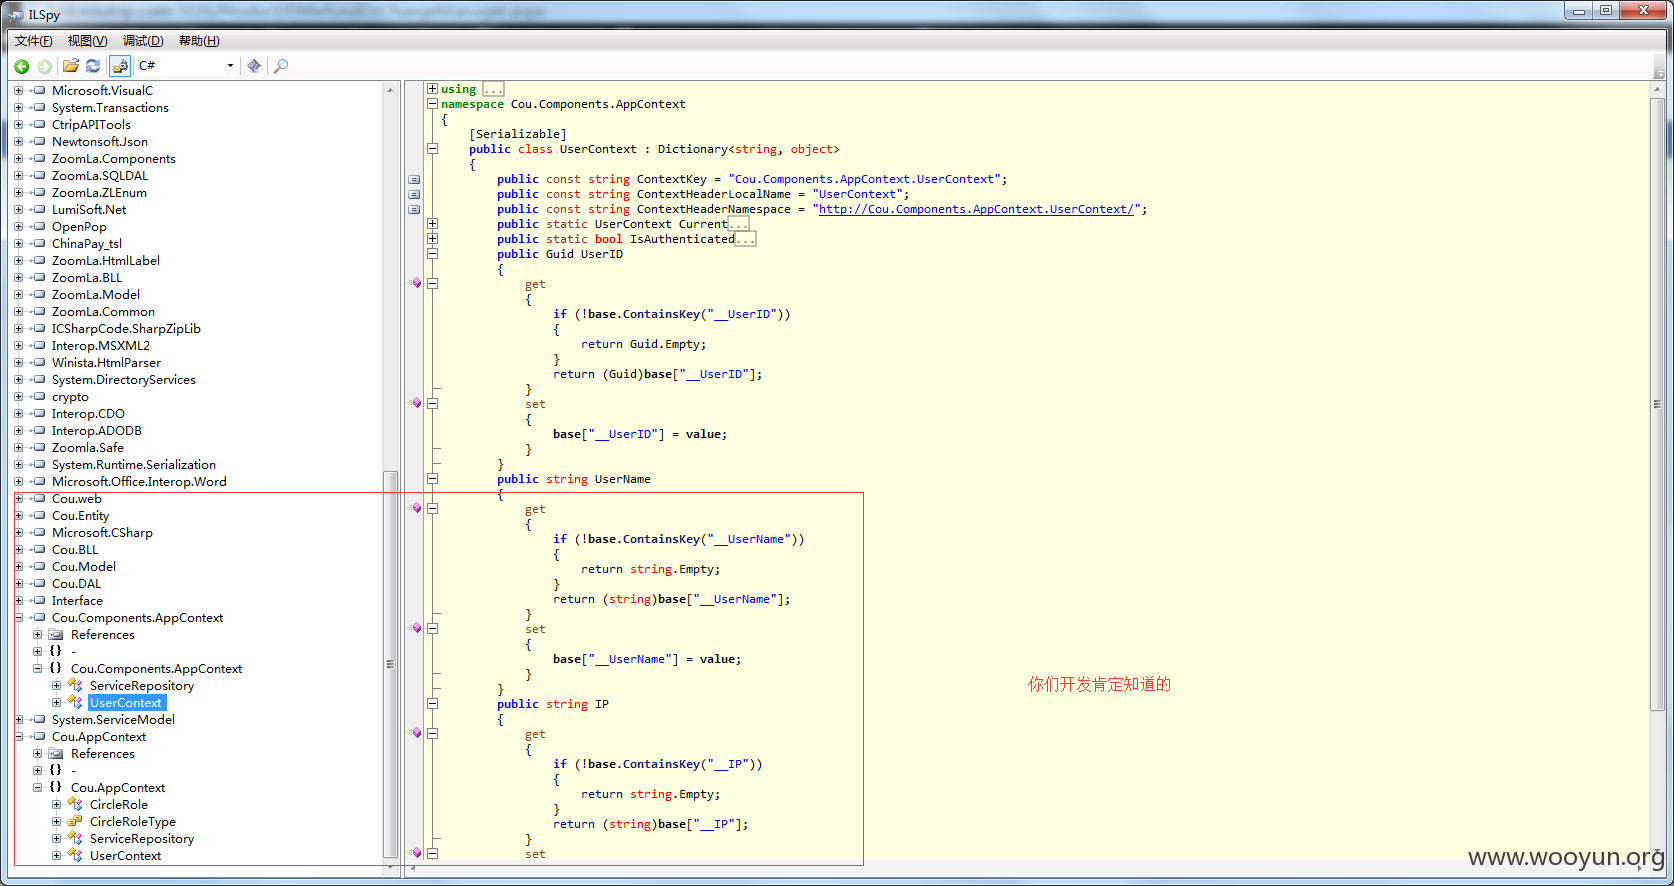 ILSpy
文件(F) 视图(V) 调试(D) 帮助(H)
C#
Microsoft.VisualC
System.Transactions
CtripAPITools
Newtonsoft.Json
ZoomLa.Components
ZoomLa.SQLDAL
ZoomLa.ZLEnum
LumiSoft.Net
OpenPop
ChinaPay_tsl
ZoomLa.HtmlLabel
ZoomLa.BLL
ZoomLa.Model
ZoomLa.Common
ICSharpCode.SharpZipLib
Interop.MSXML2
Winista.HtmlParser
System.DirectoryServices
crypto
Interop.CDO
Interop.ADODB
Zoomla.Safe
System.Runtime.Serialization
Microsoft.Office.Interop.Word
Cou.web
Cou.Entity
Microsoft.CSharp
Cou.BLL
Cou.Model
Cou.DAL
Interface
Cou.Components.AppContext
References
{} -
{} Cou.Components.AppContext
ServiceRepository
UserContext
System.ServiceModel
Cou.AppContext
References
{} -
{} Cou.AppContext
CircleRole
CircleRoleType
ServiceRepository
UserContext
using ...
namespace Cou.Components.AppContext
{
[Serializable]
public class UserContext : Dictionary<string, object>
{
public const string ContextKey = "Cou.Components.AppContext.UserContext";
public const string ContextHeaderLocalName = "UserContext";
public const string ContextHeaderNamespace = "http://Cou.Components.AppContext.UserContext/";
public static UserContext Current...
public static bool IsAuthenticated...
public Guid UserID
{
get
{
if (!base.ContainsKey("__UserID"))
{
return Guid.Empty;
}
return (Guid)base["__UserID"];
}
set
{
base["__UserID"] = value;
}
}
public string UserName
{
get
{
if (!base.ContainsKey("__UserName"))
{
return string.Empty;
}
return (string)base["__UserName"];
}
set
{
base["__UserName"] = value;
}
}
public string IP
{
get
{
if (!base.ContainsKey("__IP"))
{
return string.Empty;
}
return (string)base["__IP"];
}
set
你们开发肯定知道的
www.wooyun.org